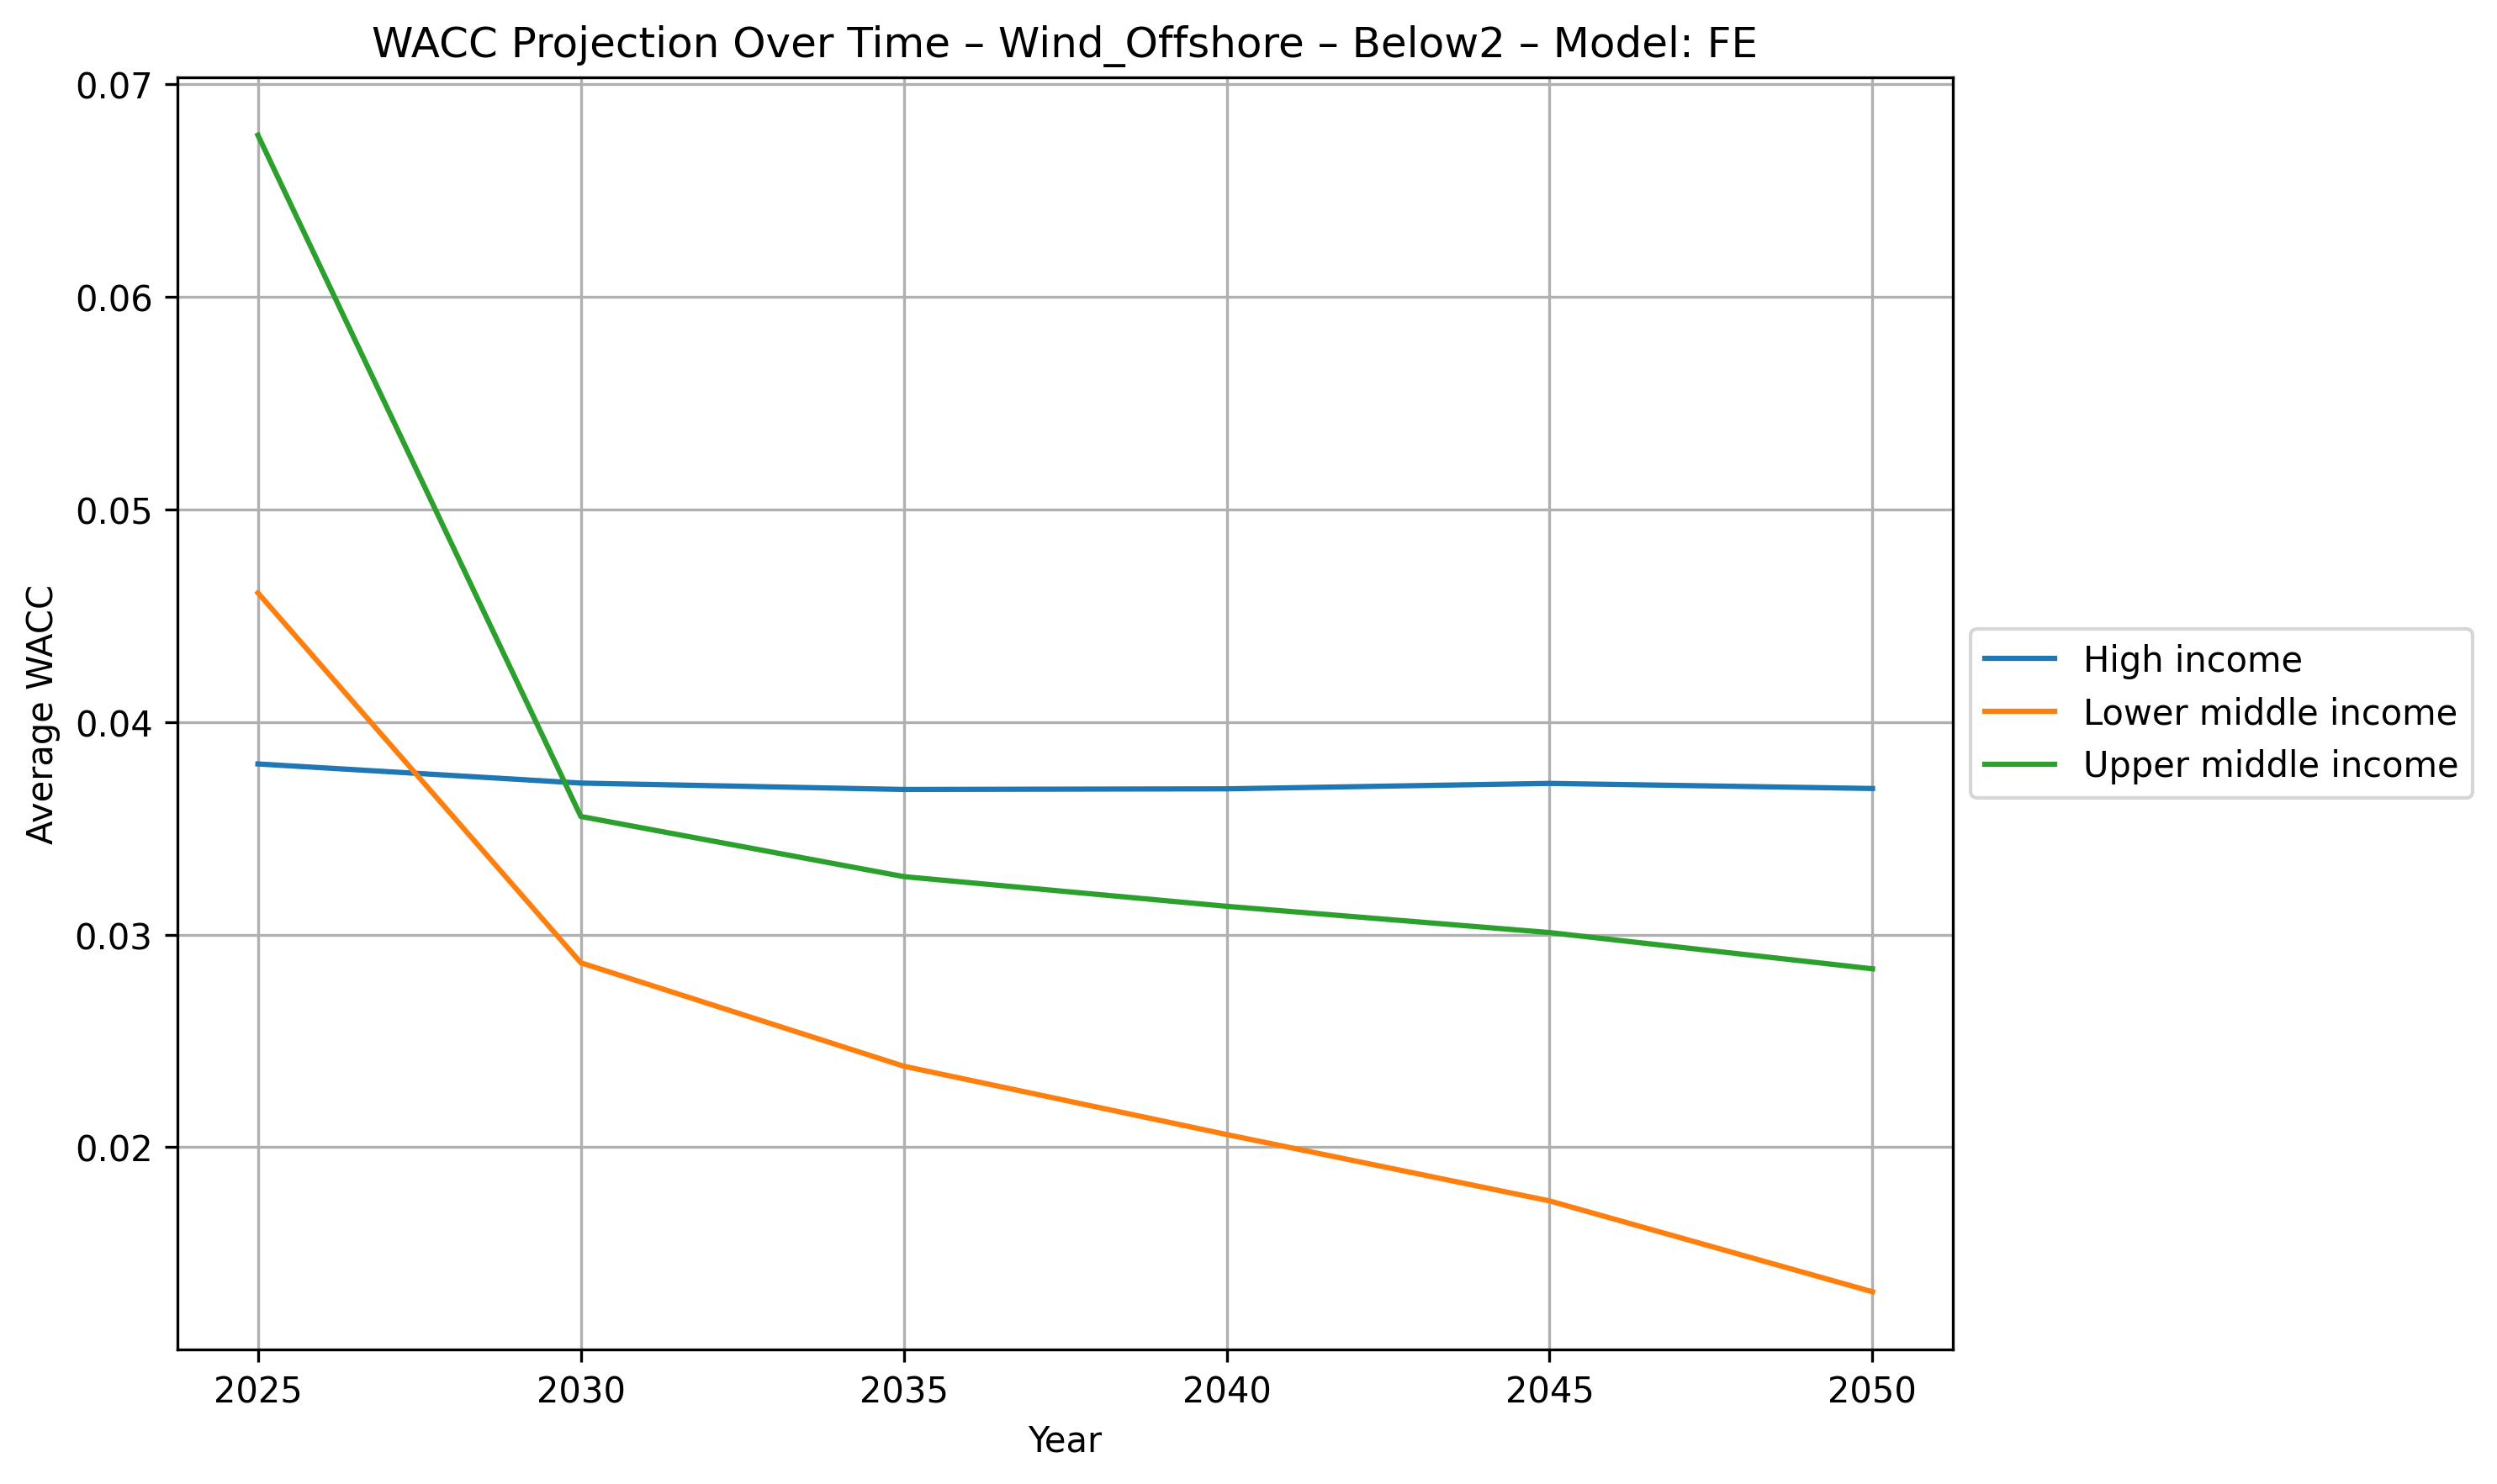 WACC Projection Over Time – Wind_Offshore – Below2 – Model: FE
0.07
0.06
0.05
0.04
0.03
0.02
Average WACC
2025 2030 2035 2040 2045 2050
Year
High income
Lower middle income
Upper middle income